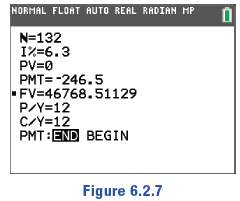 NORMAL FLOAT AUTO REAL RADIAN MP
N=132
I%=6.3
PV=0
PMT=-246.5
▪FV=46768.51129
P/Y=12
C/Y=12
PMT:END BEGIN
Figure 6.2.7